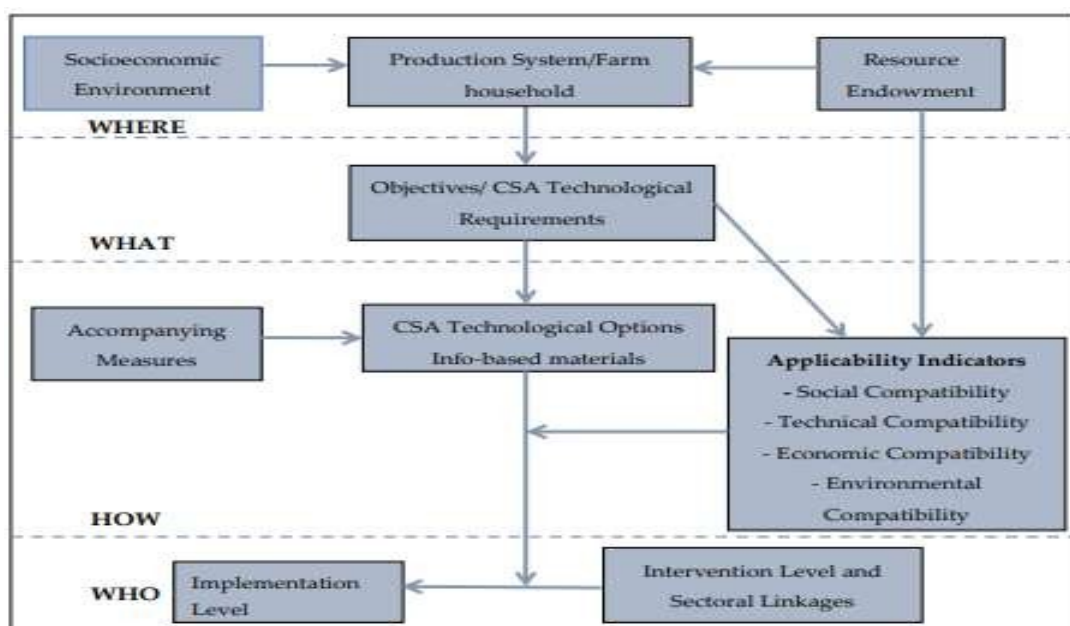 Socioeconomic
Environment
Production System/Farm
household
Resource
Endowment
WHERE
Objectives/ CSA Technological
Requirements
WHAT
Accompanying
Measures
CSA Technological Options
Info-based materials
Applicability Indicators
- Social Compatibility
- Technical Compatibility
- Economic Compatibility
- Environmental
Compatibility
HOW
WHO
Implementation
Level
Intervention Level and
Sectoral Linkages